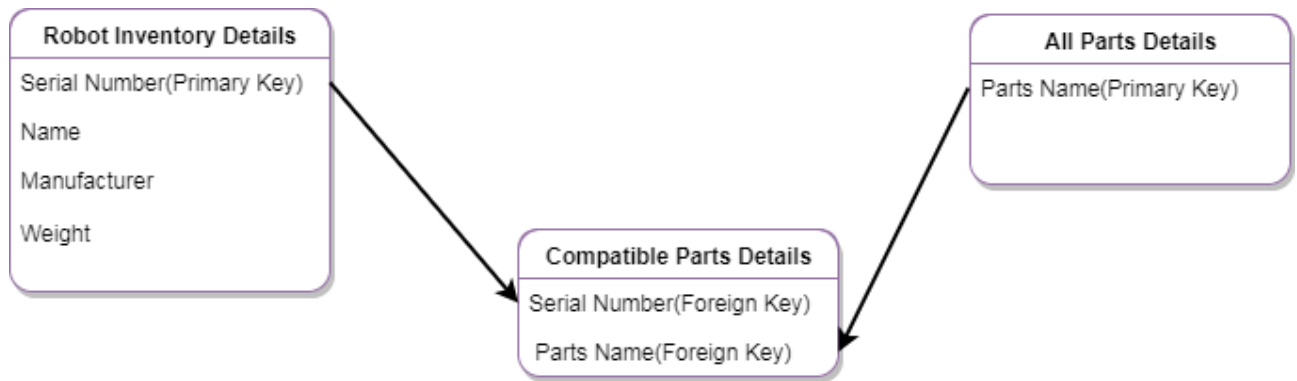 Robot Inventory Details
Serial Number(Primary Key)
Name
Manufacturer
Weight
All Parts Details
Parts Name(Primary Key)
Compatible Parts Details
Serial Number(Foreign Key)
Parts Name(Foreign Key)